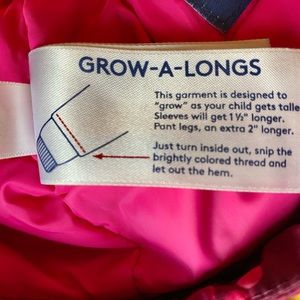 GROW-A-LONGS
This garment is designed to
"grow" as your child gets talle
Sleeves will get 1½" longer.
Pant legs, an extra 2" longer.
Just turn inside out, snip the
brightly colored thread and
let out the hem.